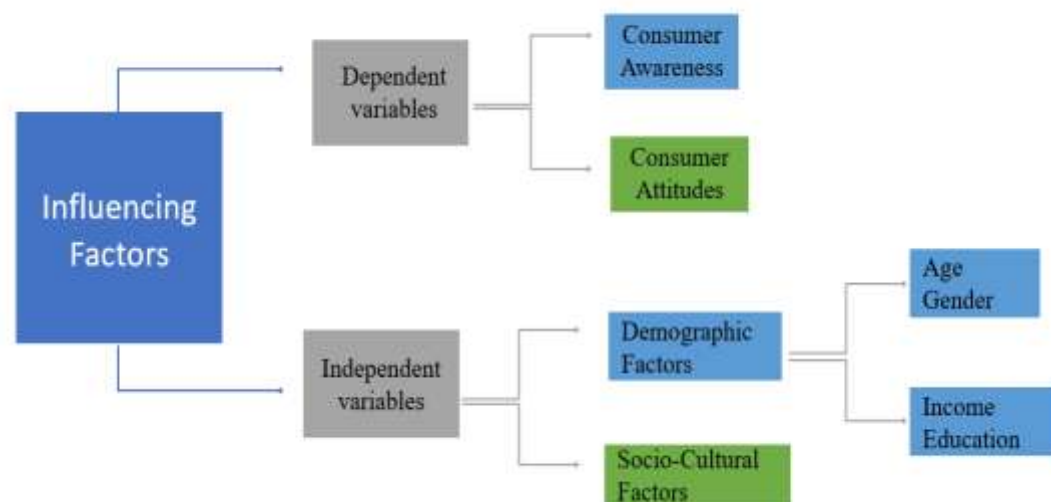 Influencing
Factors
Dependent
variables
Consumer
Awareness
Consumer
Attitudes
Independent
variables
Demographic
Factors
Age
Gender
Income
Education
Socio-Cultural
Factors